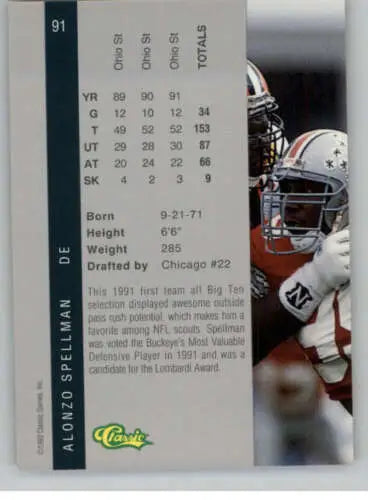 91
Ohio St Ohio St Ohio St TOTALS
YR 89 90 91
G 12 10 12 34
T 49 52 52 153
UT 29 28 30 87
AT 20 24 22 66
SK 4 2 3 9
Born 9-21-71
Height 6'6"
Weight 285
Drafted by Chicago #22
This 1991 first team all Big Ten
selection displayed awesome outside
pass rush potential, which makes him a
favorite among NFL scouts. Spellman
was voted the Buckeye's Most Valuable
Defensive Player in 1991 and was a
candidate for the Lombardi Award.
ALONZO SPELLMAN DE
©1992 Classic Games, Inc.
Classic
N